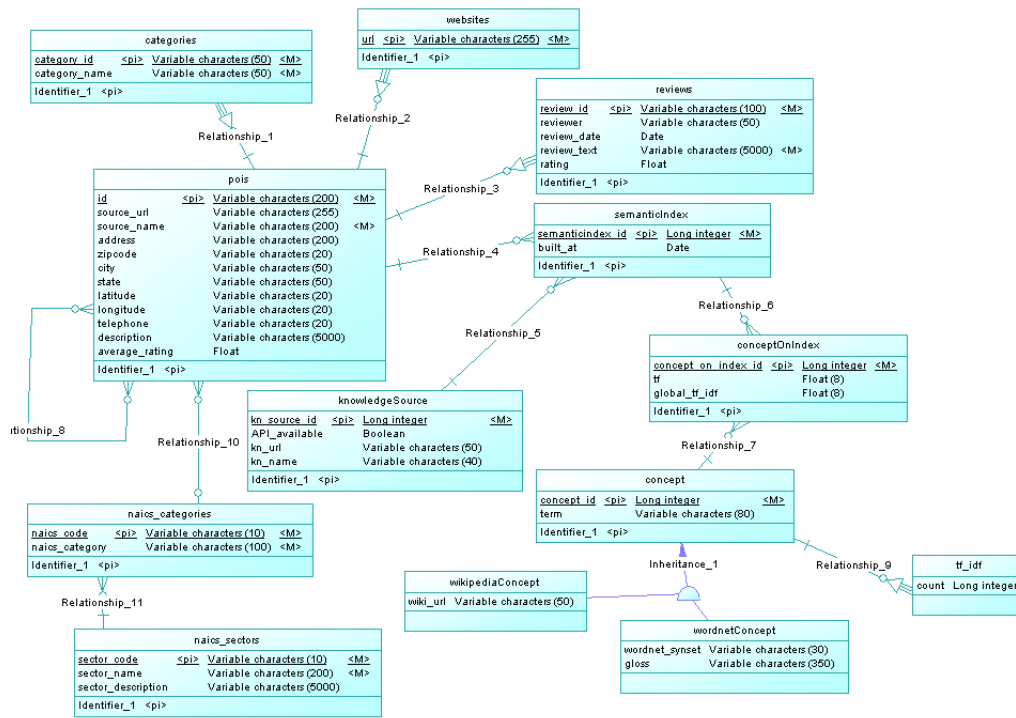 categories
category_id <pi> Variable characters (50) <M>
category_name Variable characters (50) <M>
Identifier_1 <pi>
websites
url <pi> Variable characters (255) <M>
Identifier_1 <pi>
reviews
review_id <pi> Variable characters (100) <M>
reviewer Variable characters (50)
review_date Date
review_text Variable characters (5000) <M>
rating Float
Identifier_1 <pi>
Relationship_1
Relationship_2
Relationship_3
pois
id <pi> Variable characters (200) <M>
source_url Variable characters (255)
source_name Variable characters (200) <M>
address Variable characters (200)
zipcode Variable characters (20)
city Variable characters (50)
state Variable characters (50)
latitude Variable characters (20)
longitude Variable characters (20)
telephone Variable characters (20)
description Variable characters (5000)
average_rating Float
Identifier_1 <pi>
semanticIndex
semanticindex_id <pi> Long integer <M>
built_at Date
Identifier_1 <pi>
Relationship_4
Relationship_5
Relationship_6
conceptOnIndex
concept_on_index_id <pi> Long integer <M>
tf Float (8)
global_tf_idf Float (8)
Identifier_1 <pi>
knowledgeSource
kn_source_id <pi> Long integer <M>
API_available Boolean
kn_url Variable characters (50)
kn_name Variable characters (40)
Identifier_1 <pi>
tionship_8
Relationship_10
Relationship_7
concept
concept_id <pi> Long integer <M>
term Variable characters (80)
Identifier_1 <pi>
naics_categories
naics_code <pi> Variable characters (10) <M>
naics_category Variable characters (100) <M>
Identifier_1 <pi>
Inheritance_1
Relationship_9
tf_idf
count Long integer
wikipediaConcept
wiki_url Variable characters (50)
Relationship_11
wordnetConcept
wordnet_synset Variable characters (30)
gloss Variable characters (350)
naics_sectors
sector_code <pi> Variable characters (10) <M>
sector_name Variable characters (200) <M>
sector_description Variable characters (5000)
Identifier_1 <pi>